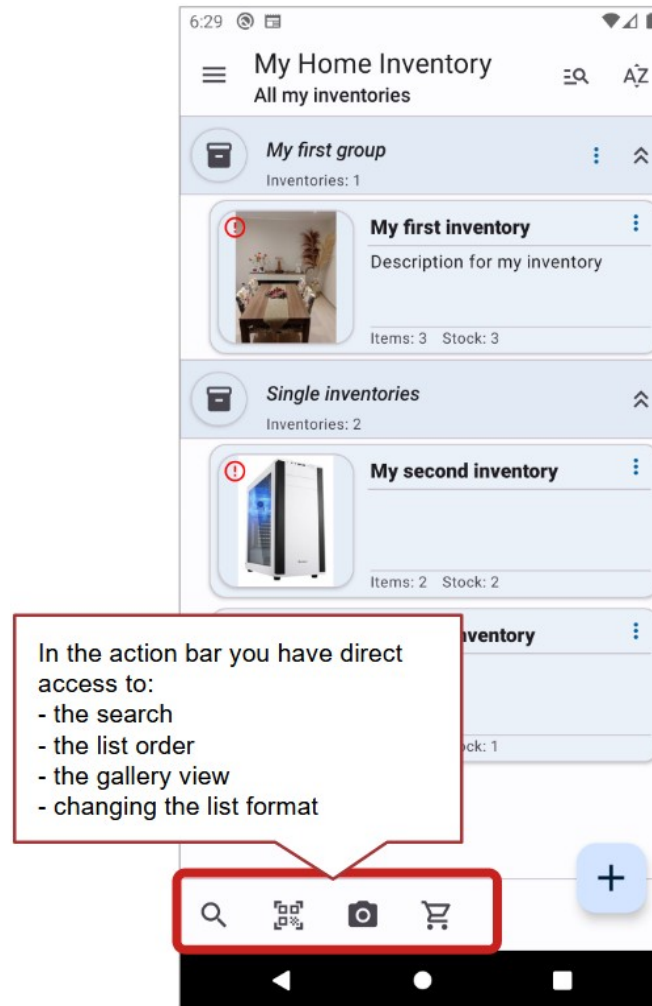 6:29
My Home Inventory
All my inventories
AZ
My first group
Inventories: 1
My first inventory
Description for my inventory
Items: 3 Stock: 3
Single inventories
Inventories: 2
My second inventory
Items: 2 Stock: 2
In the action bar you have direct
access to:
- the search
- the list order
- the gallery view
- changing the list format